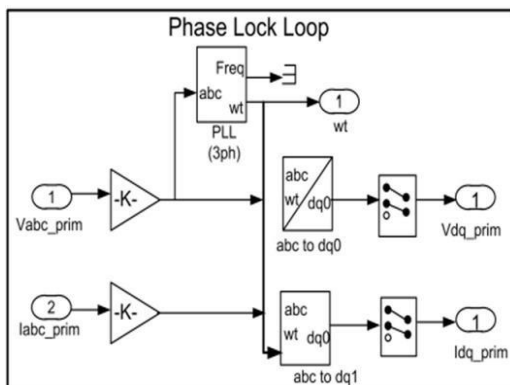 Phase Lock Loop
Freq
abc
wt
PLL
(3ph)
1
wt
1
Vabc_prim
-K-
abc
wt
dq0
abc to dq0
1
Vdq_prim
2
Iabc_prim
-K-
abc
wt
dq0
abc to dq1
1
Idq_prim